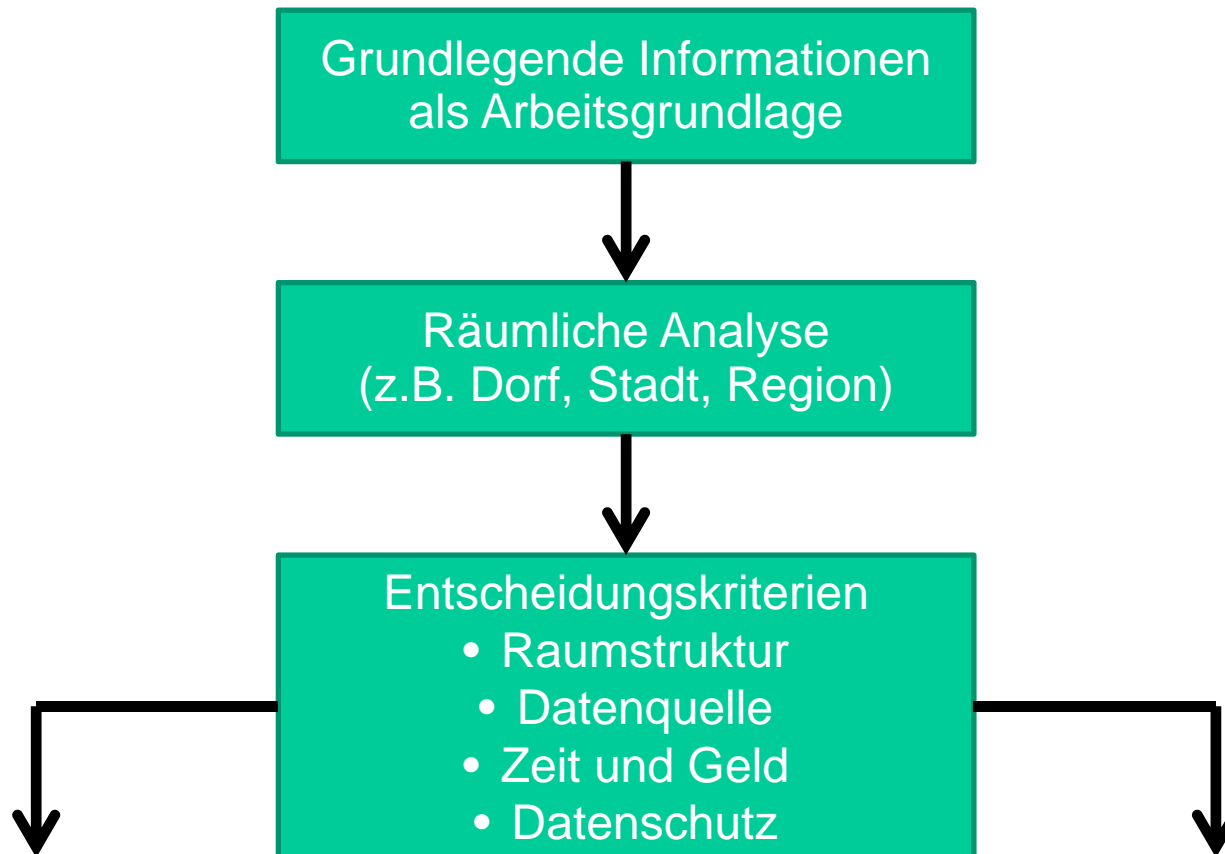 Grundlegende Informationen
als Arbeitsgrundlage
Räumliche Analyse
(z.B. Dorf, Stadt, Region)
Entscheidungskriterien
• Raumstruktur
• Datenquelle
• Zeit und Geld
• Datenschutz